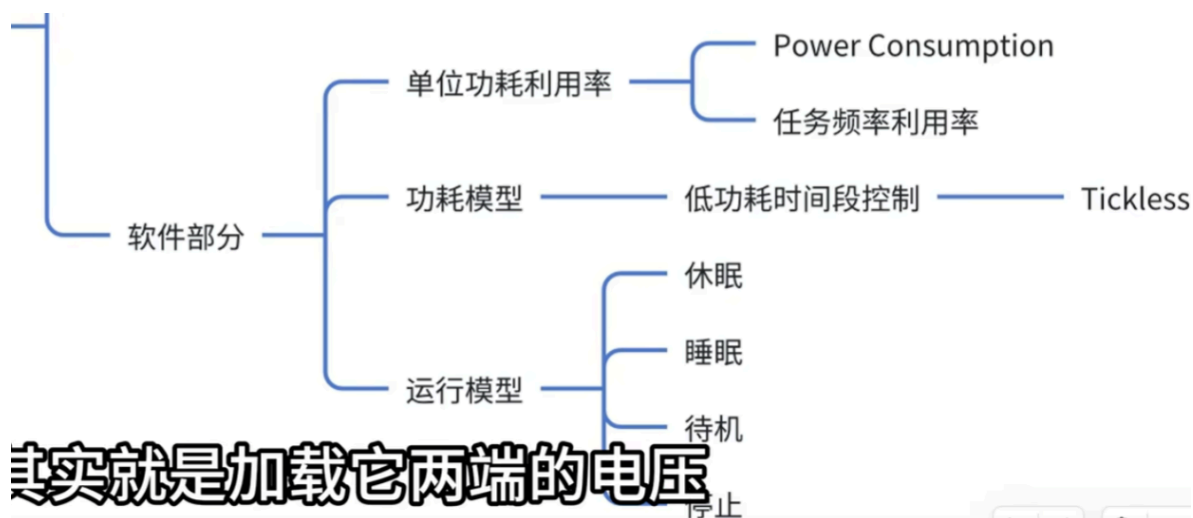 Power Consumption
单位功耗利用率
任务频率利用率
功耗模型
低功耗时间段控制
Tickless
软件部分
休眠
睡眠
运行模型
待机
其实就是加载它两端的电压
停止